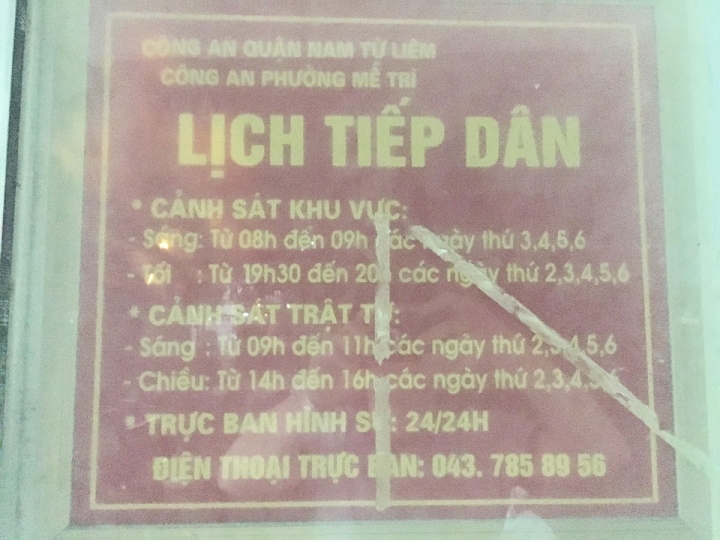 CÔNG AN QUẬN NAM TỪ LIÊM
CÔNG AN PHƯỜNG MỄ TRÌ
LỊCH TIẾP DÂN
* CẢNH SÁT KHU VỰC:
- Sáng: Từ 08h đến 09h các ngày thứ 3,4,5,6
- Tối : Từ 19h30 đến 20h các ngày thứ 2,3,4,5,6
* CẢNH SÁT TRẬT TỰ:
- Sáng : Từ 09h đến 11h các ngày thứ 2,3,4,5,6
- Chiều: Từ 14h đến 16h các ngày thứ 2,3,4,5,6
* TRỰC BAN HÌNH SỰ: 24/24H
ĐIỆN THOẠI TRỰC BAN: 043. 785 89 56